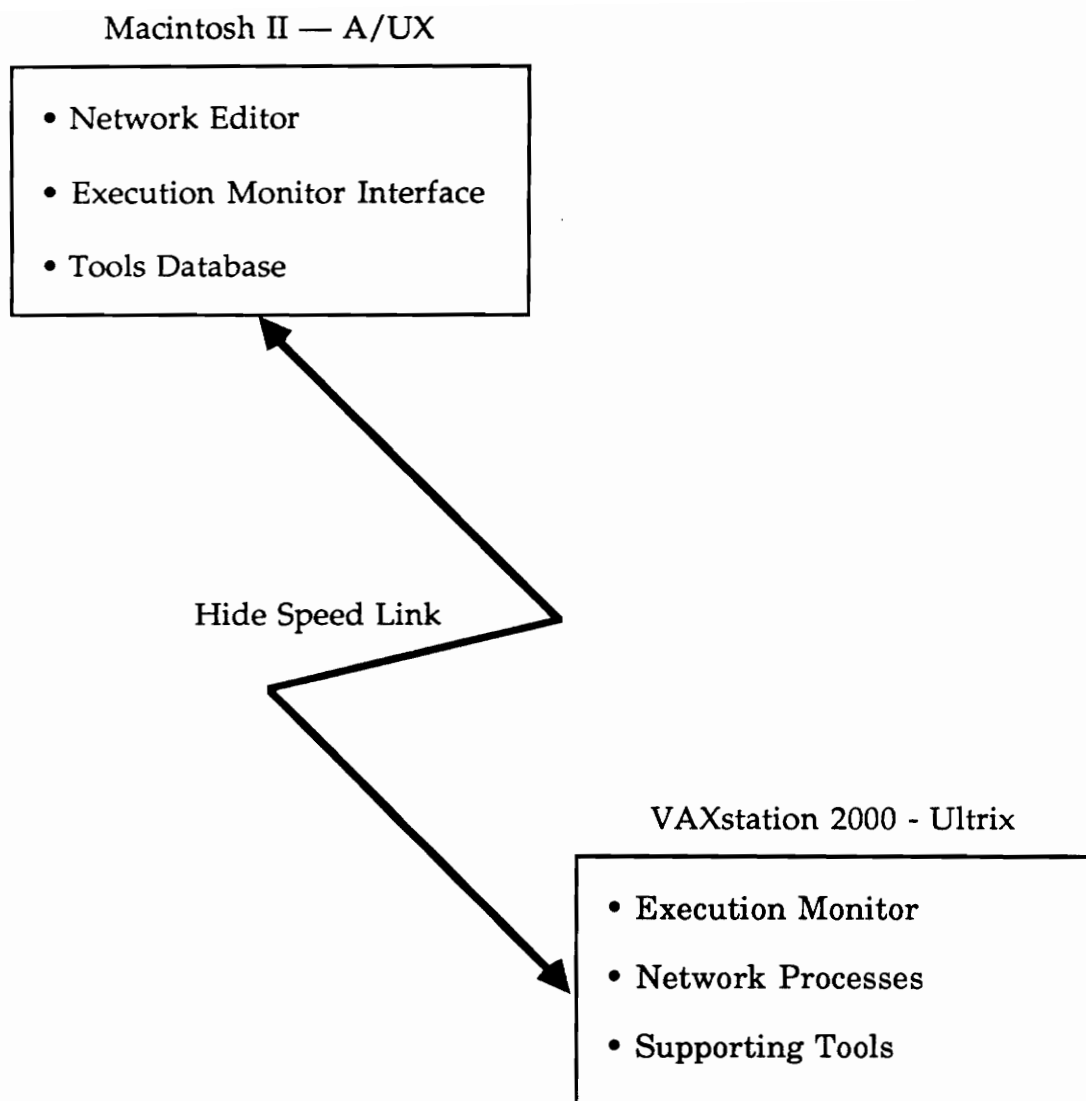 Macintosh II — A/UX
• Network Editor
• Execution Monitor Interface
• Tools Database
Hide Speed Link
VAXstation 2000 - Ultrix
• Execution Monitor
• Network Processes
• Supporting Tools